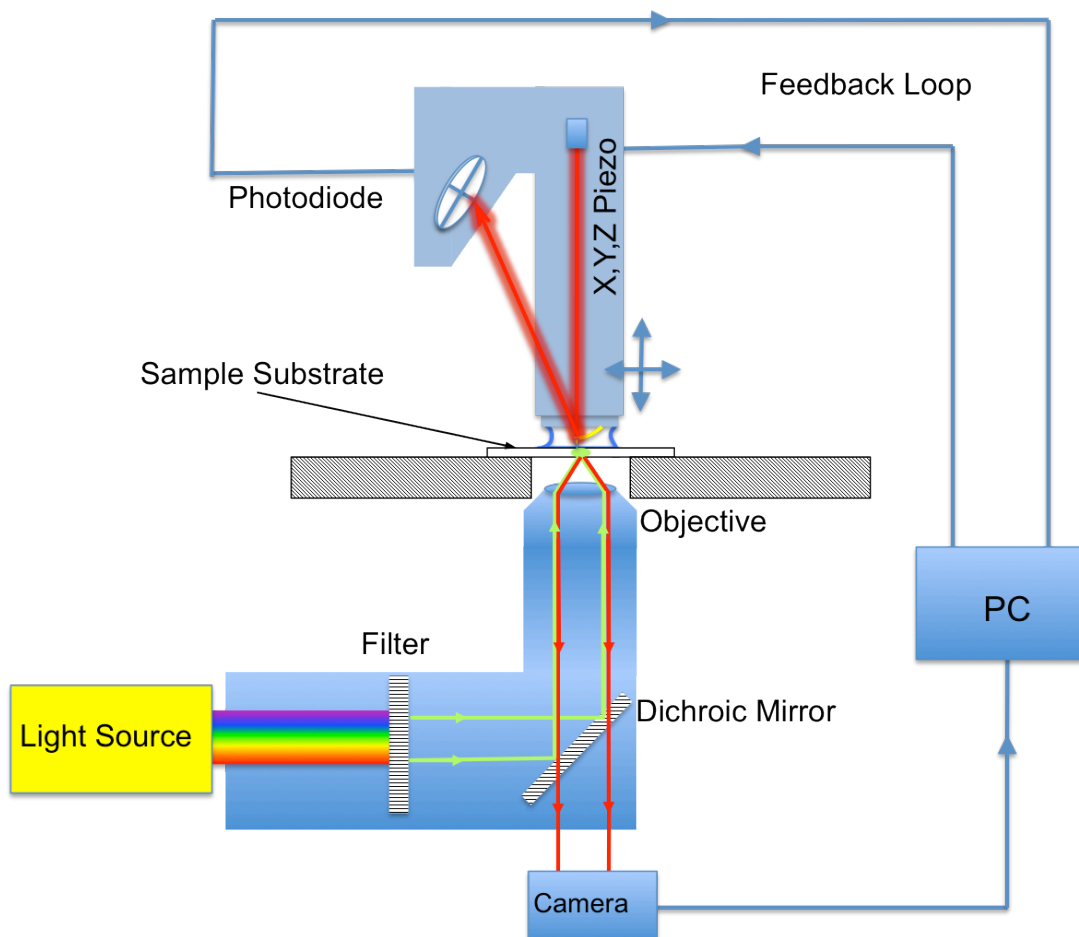 Feedback Loop
Photodiode
X,Y,Z Piezo
Sample Substrate
Objective
PC
Filter
Dichroic Mirror
Light Source
Camera